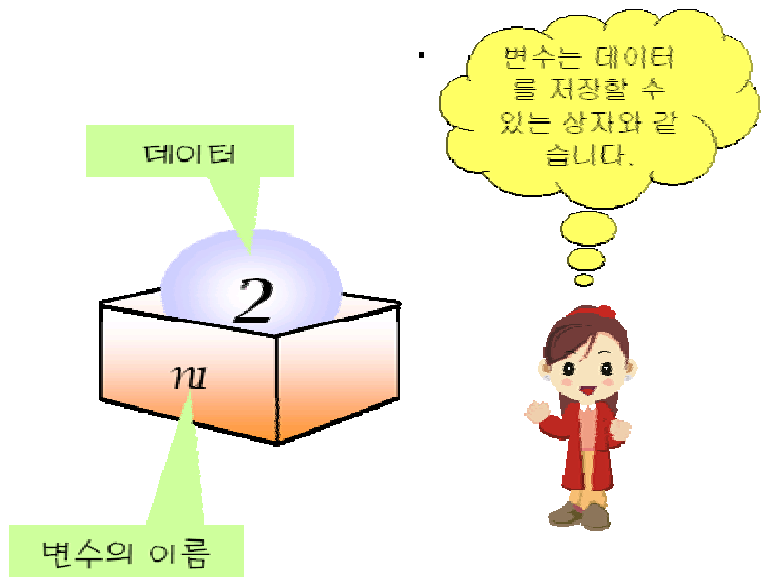 변수는 데이터
를 저장할 수
있는 상자와 같
습니다.
데이터
2
n1
변수의 이름